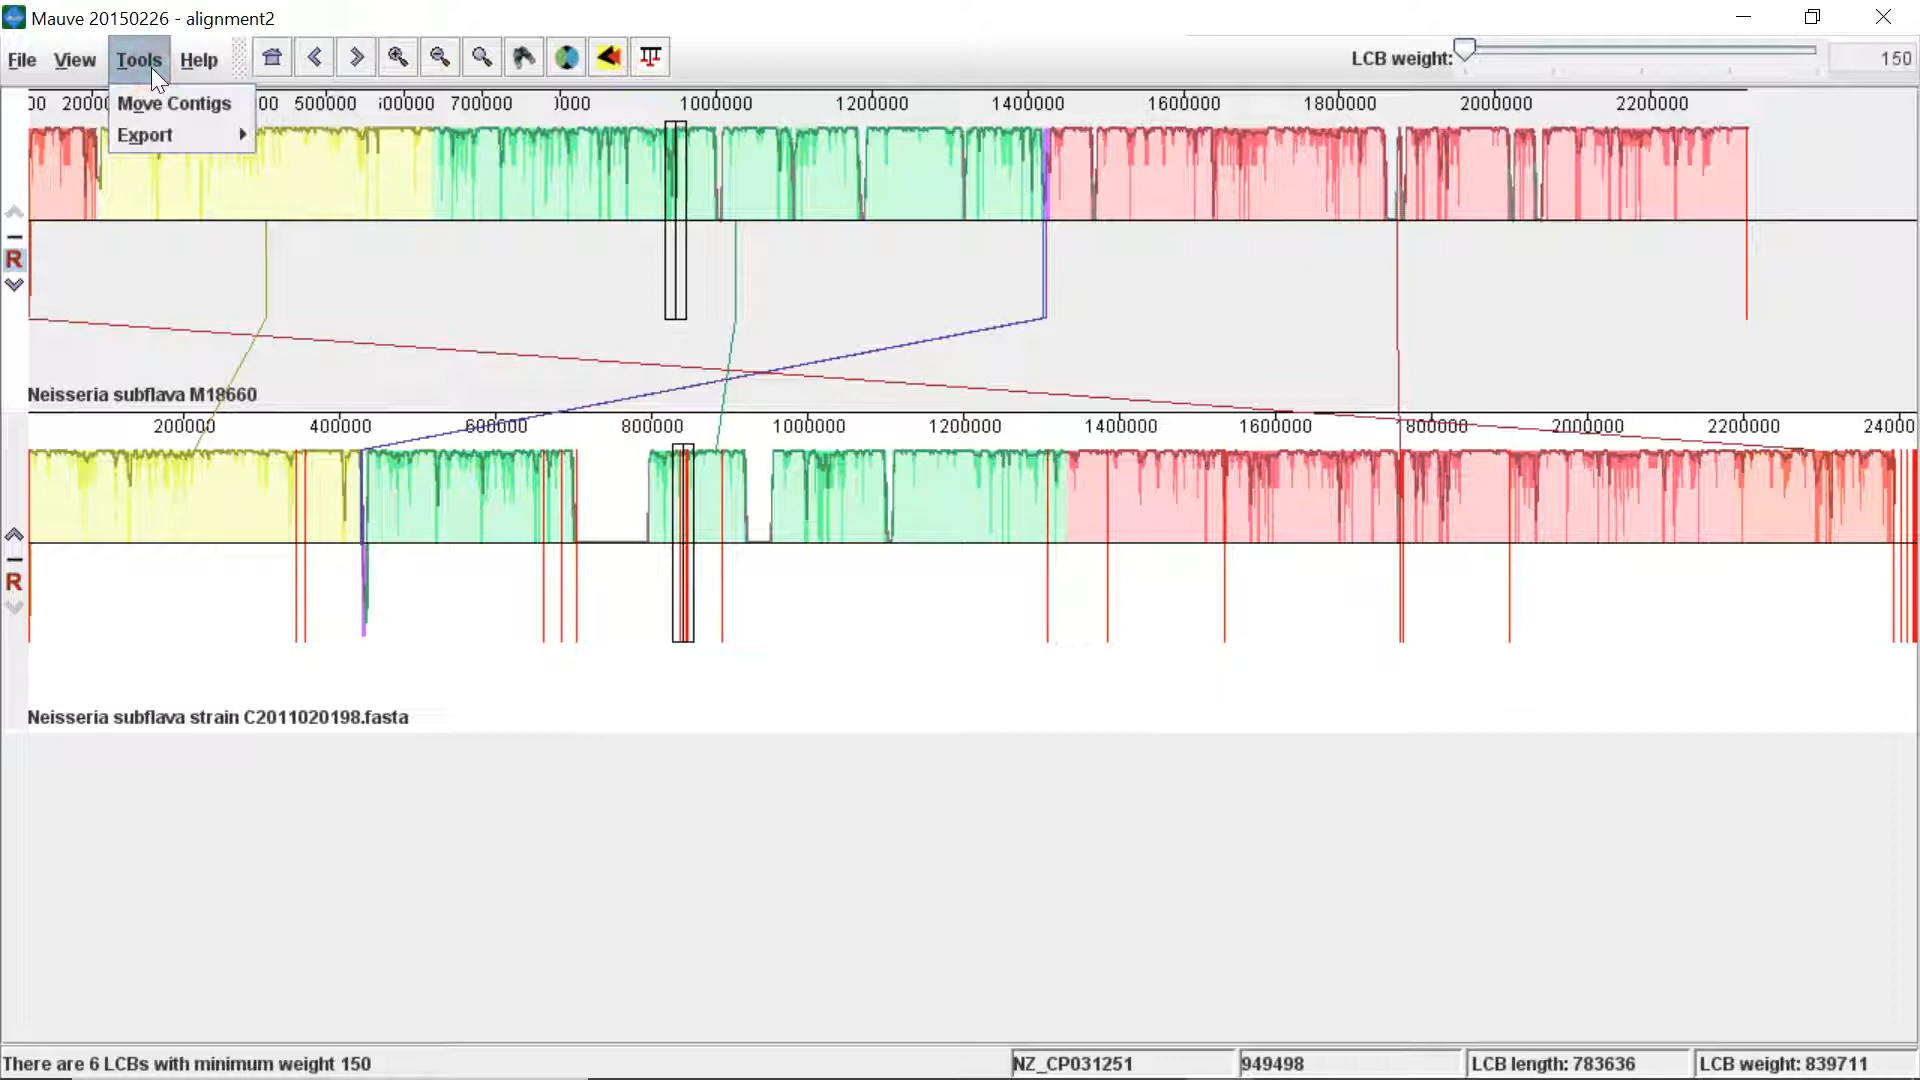 Mauve 20150226 - alignment2
File View Tools Help
LCB weight: 150
Move Contigs
Export
500000 700000 1000000 1200000 1400000 1600000 1800000 2000000 2200000
R
Neisseria subflava M18660
200000 400000 600000 800000 1000000 1200000 1400000 1600000 1800000 2000000 2200000 24000
R
Neisseria subflava strain C2011020198.fasta
There are 6 LCBs with minimum weight 150
NZ_CP031251
949498
LCB length: 783636
LCB weight: 839711